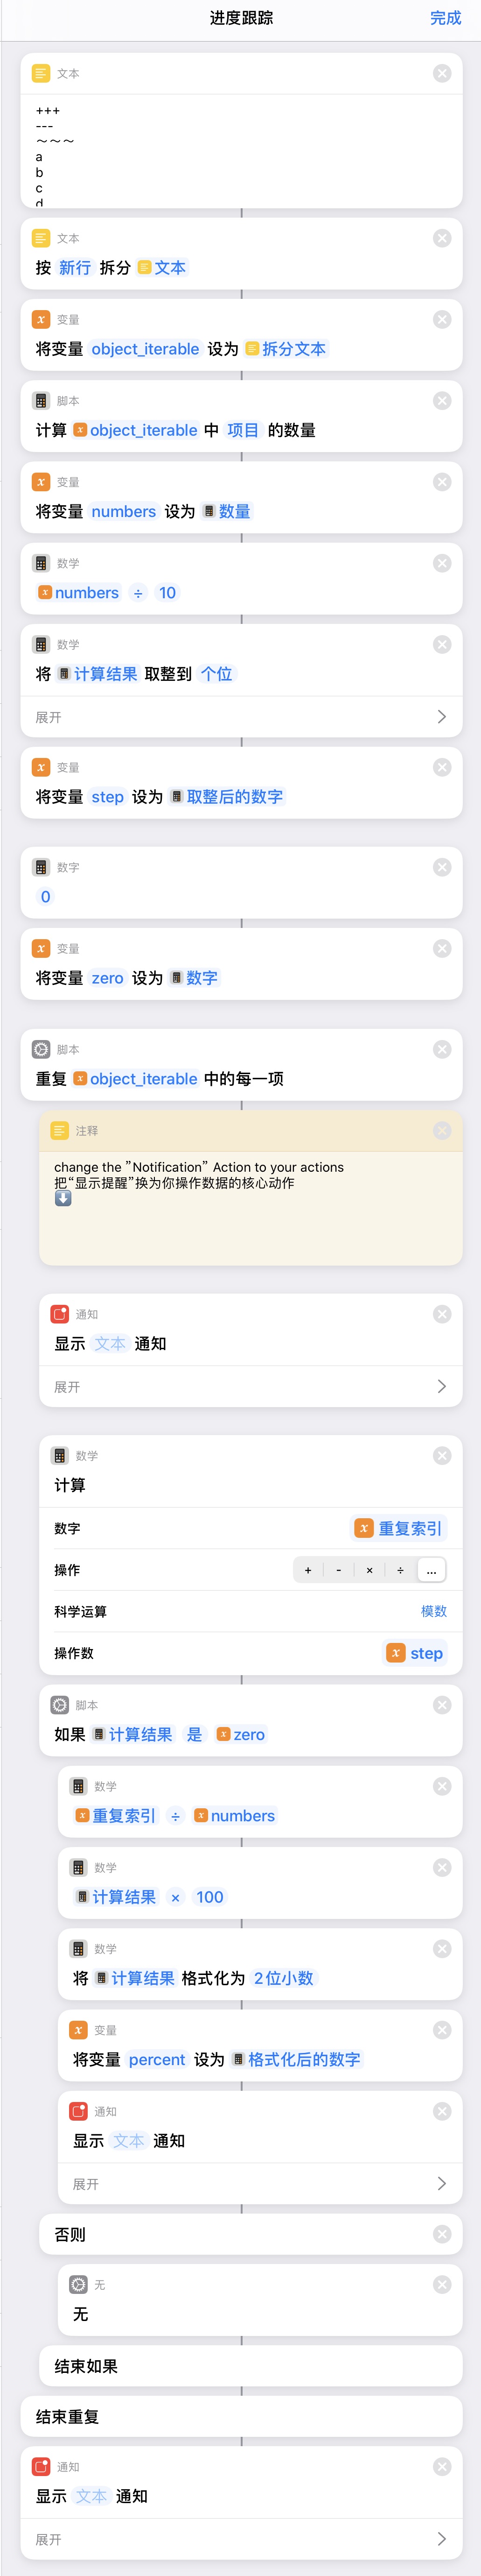 进度跟踪
完成
文本
+++
---
～～～
a
b
c
d
文本
按 新行 拆分 文本
变量
将变量 object_iterable 设为 拆分文本
脚本
计算 object_iterable 中 项目 的数量
变量
将变量 numbers 设为 数量
数学
numbers ÷ 10
数学
将 计算结果 取整到 个位
展开
变量
将变量 step 设为 取整后的数字
数字
0
变量
将变量 zero 设为 数字
脚本
重复 object_iterable 中的每一项
注释
change the ”Notification” Action to your actions
把“显示提醒”换为你操作数据的核心动作
通知
显示 文本 通知
展开
数学
计算
数字 重复索引
操作 + - × ÷ ...
科学运算 模数
操作数 step
脚本
如果 计算结果 是 zero
数学
重复索引 ÷ numbers
数学
计算结果 × 100
数学
将 计算结果 格式化为 2位小数
变量
将变量 percent 设为 格式化后的数字
通知
显示 文本 通知
展开
否则
无
无
结束如果
结束重复
通知
显示 文本 通知
展开